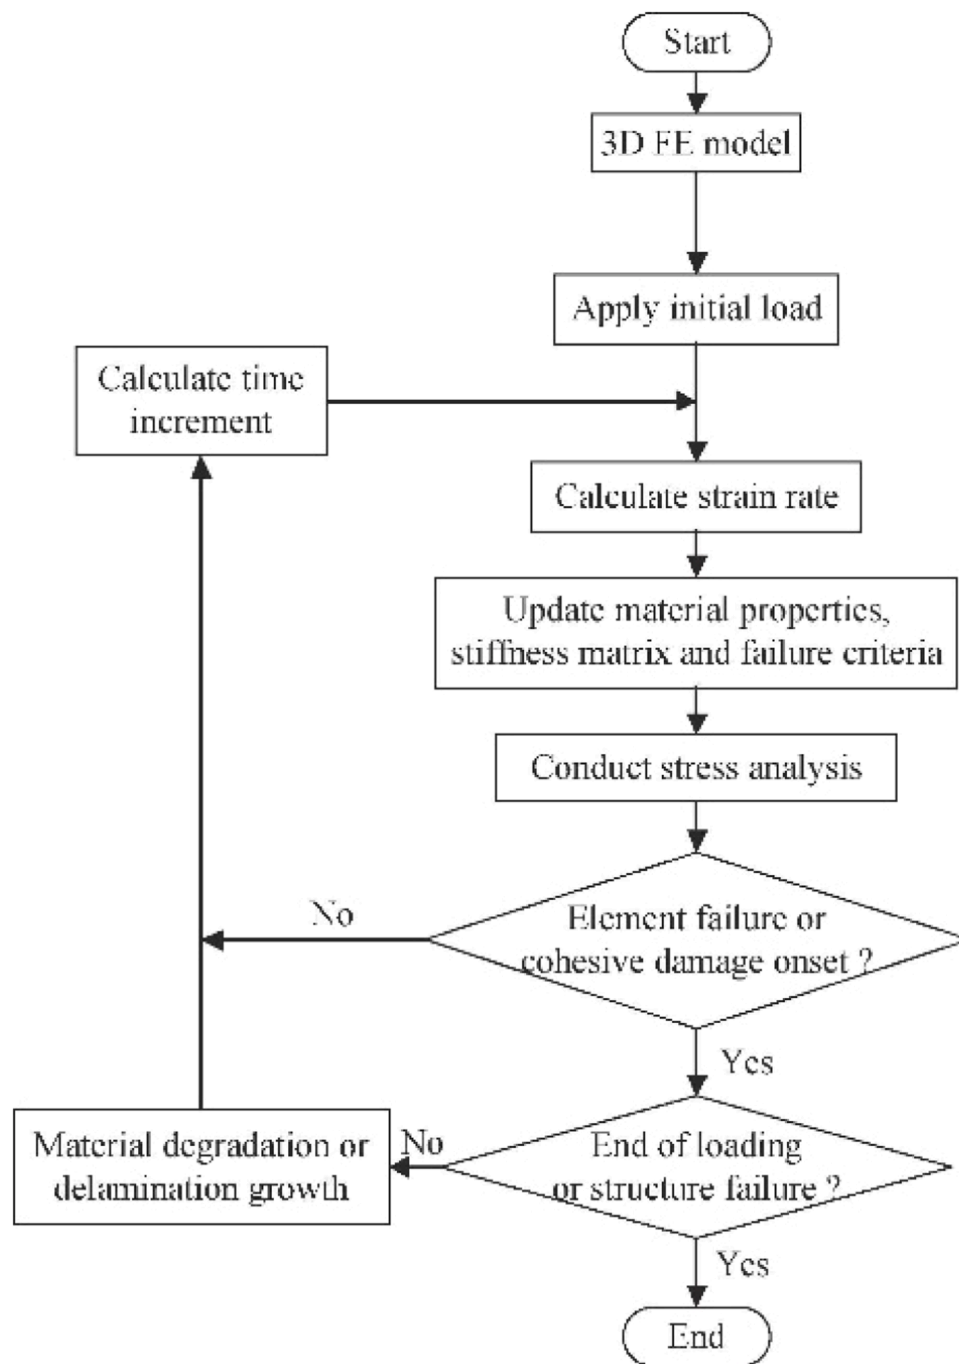 Start
3D FE model
Apply initial load
Calculate time
increment
Calculate strain rate
Update material properties,
stiffness matrix and failure criteria
Conduct stress analysis
No
Element failure or
cohesive damage onset ?
Yes
Material degradation or
delamination growth
No
End of loading
or structure failure ?
Yes
End